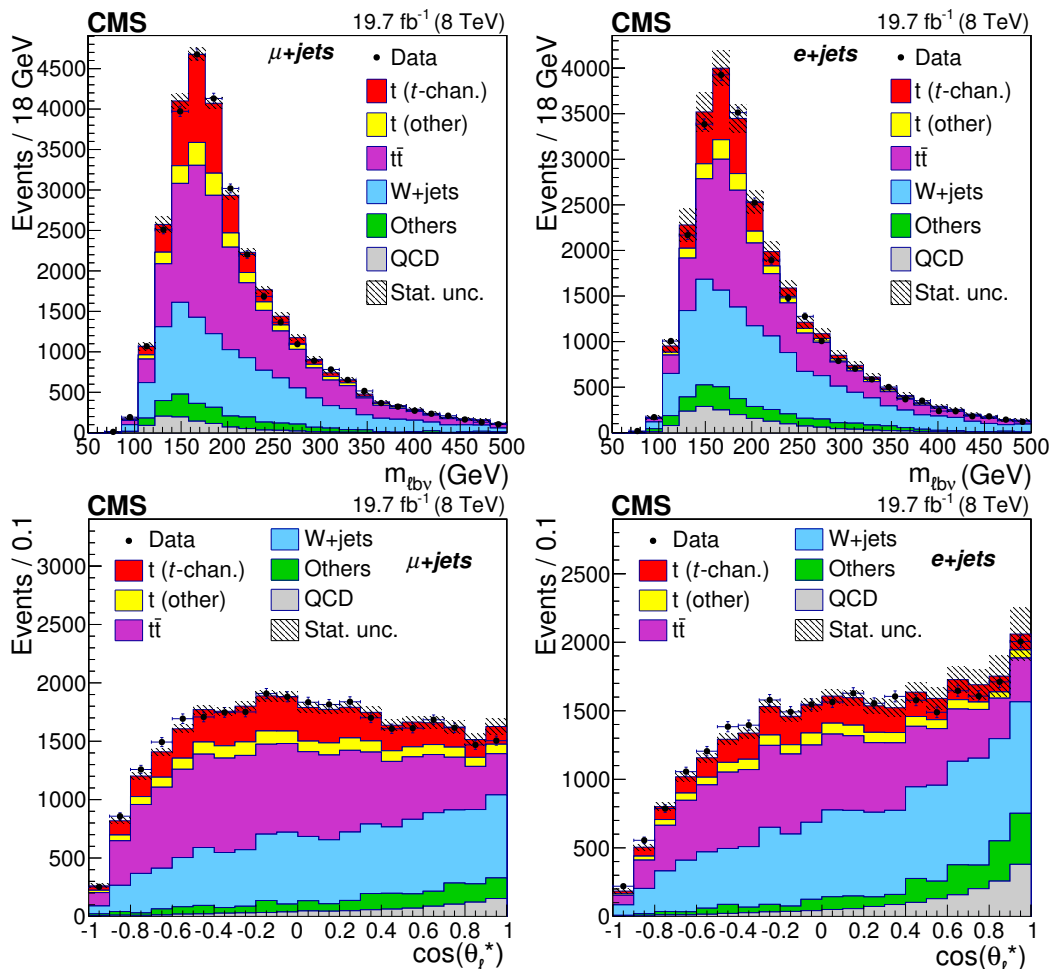 CMS 19.7 fb⁻¹ (8 TeV)
Events / 18 GeV
μ+jets
Data
t (t-chan.)
t (other)
tt̄
W+jets
Others
QCD
Stat. unc.
4500
4000
3500
3000
2500
2000
1500
1000
500
0
50 100 150 200 250 300 350 400 450 500
m_ℓbν (GeV)
CMS 19.7 fb⁻¹ (8 TeV)
Events / 18 GeV
e+jets
Data
t (t-chan.)
t (other)
tt̄
W+jets
Others
QCD
Stat. unc.
4000
3500
3000
2500
2000
1500
1000
500
0
50 100 150 200 250 300 350 400 450 500
m_ℓbν (GeV)
CMS 19.7 fb⁻¹ (8 TeV)
Events / 0.1
Data
t (t-chan.)
t (other)
tt̄
W+jets
Others
QCD
Stat. unc.
μ+jets
3000
2500
2000
1500
1000
500
0
-1 -0.8 -0.6 -0.4 -0.2 0 0.2 0.4 0.6 0.8 1
cos(θ_ℓ*)
CMS 19.7 fb⁻¹ (8 TeV)
Events / 0.1
Data
t (t-chan.)
t (other)
tt̄
W+jets
Others
QCD
Stat. unc.
e+jets
2500
2000
1500
1000
500
0
-1 -0.8 -0.6 -0.4 -0.2 0 0.2 0.4 0.6 0.8 1
cos(θ_ℓ*)